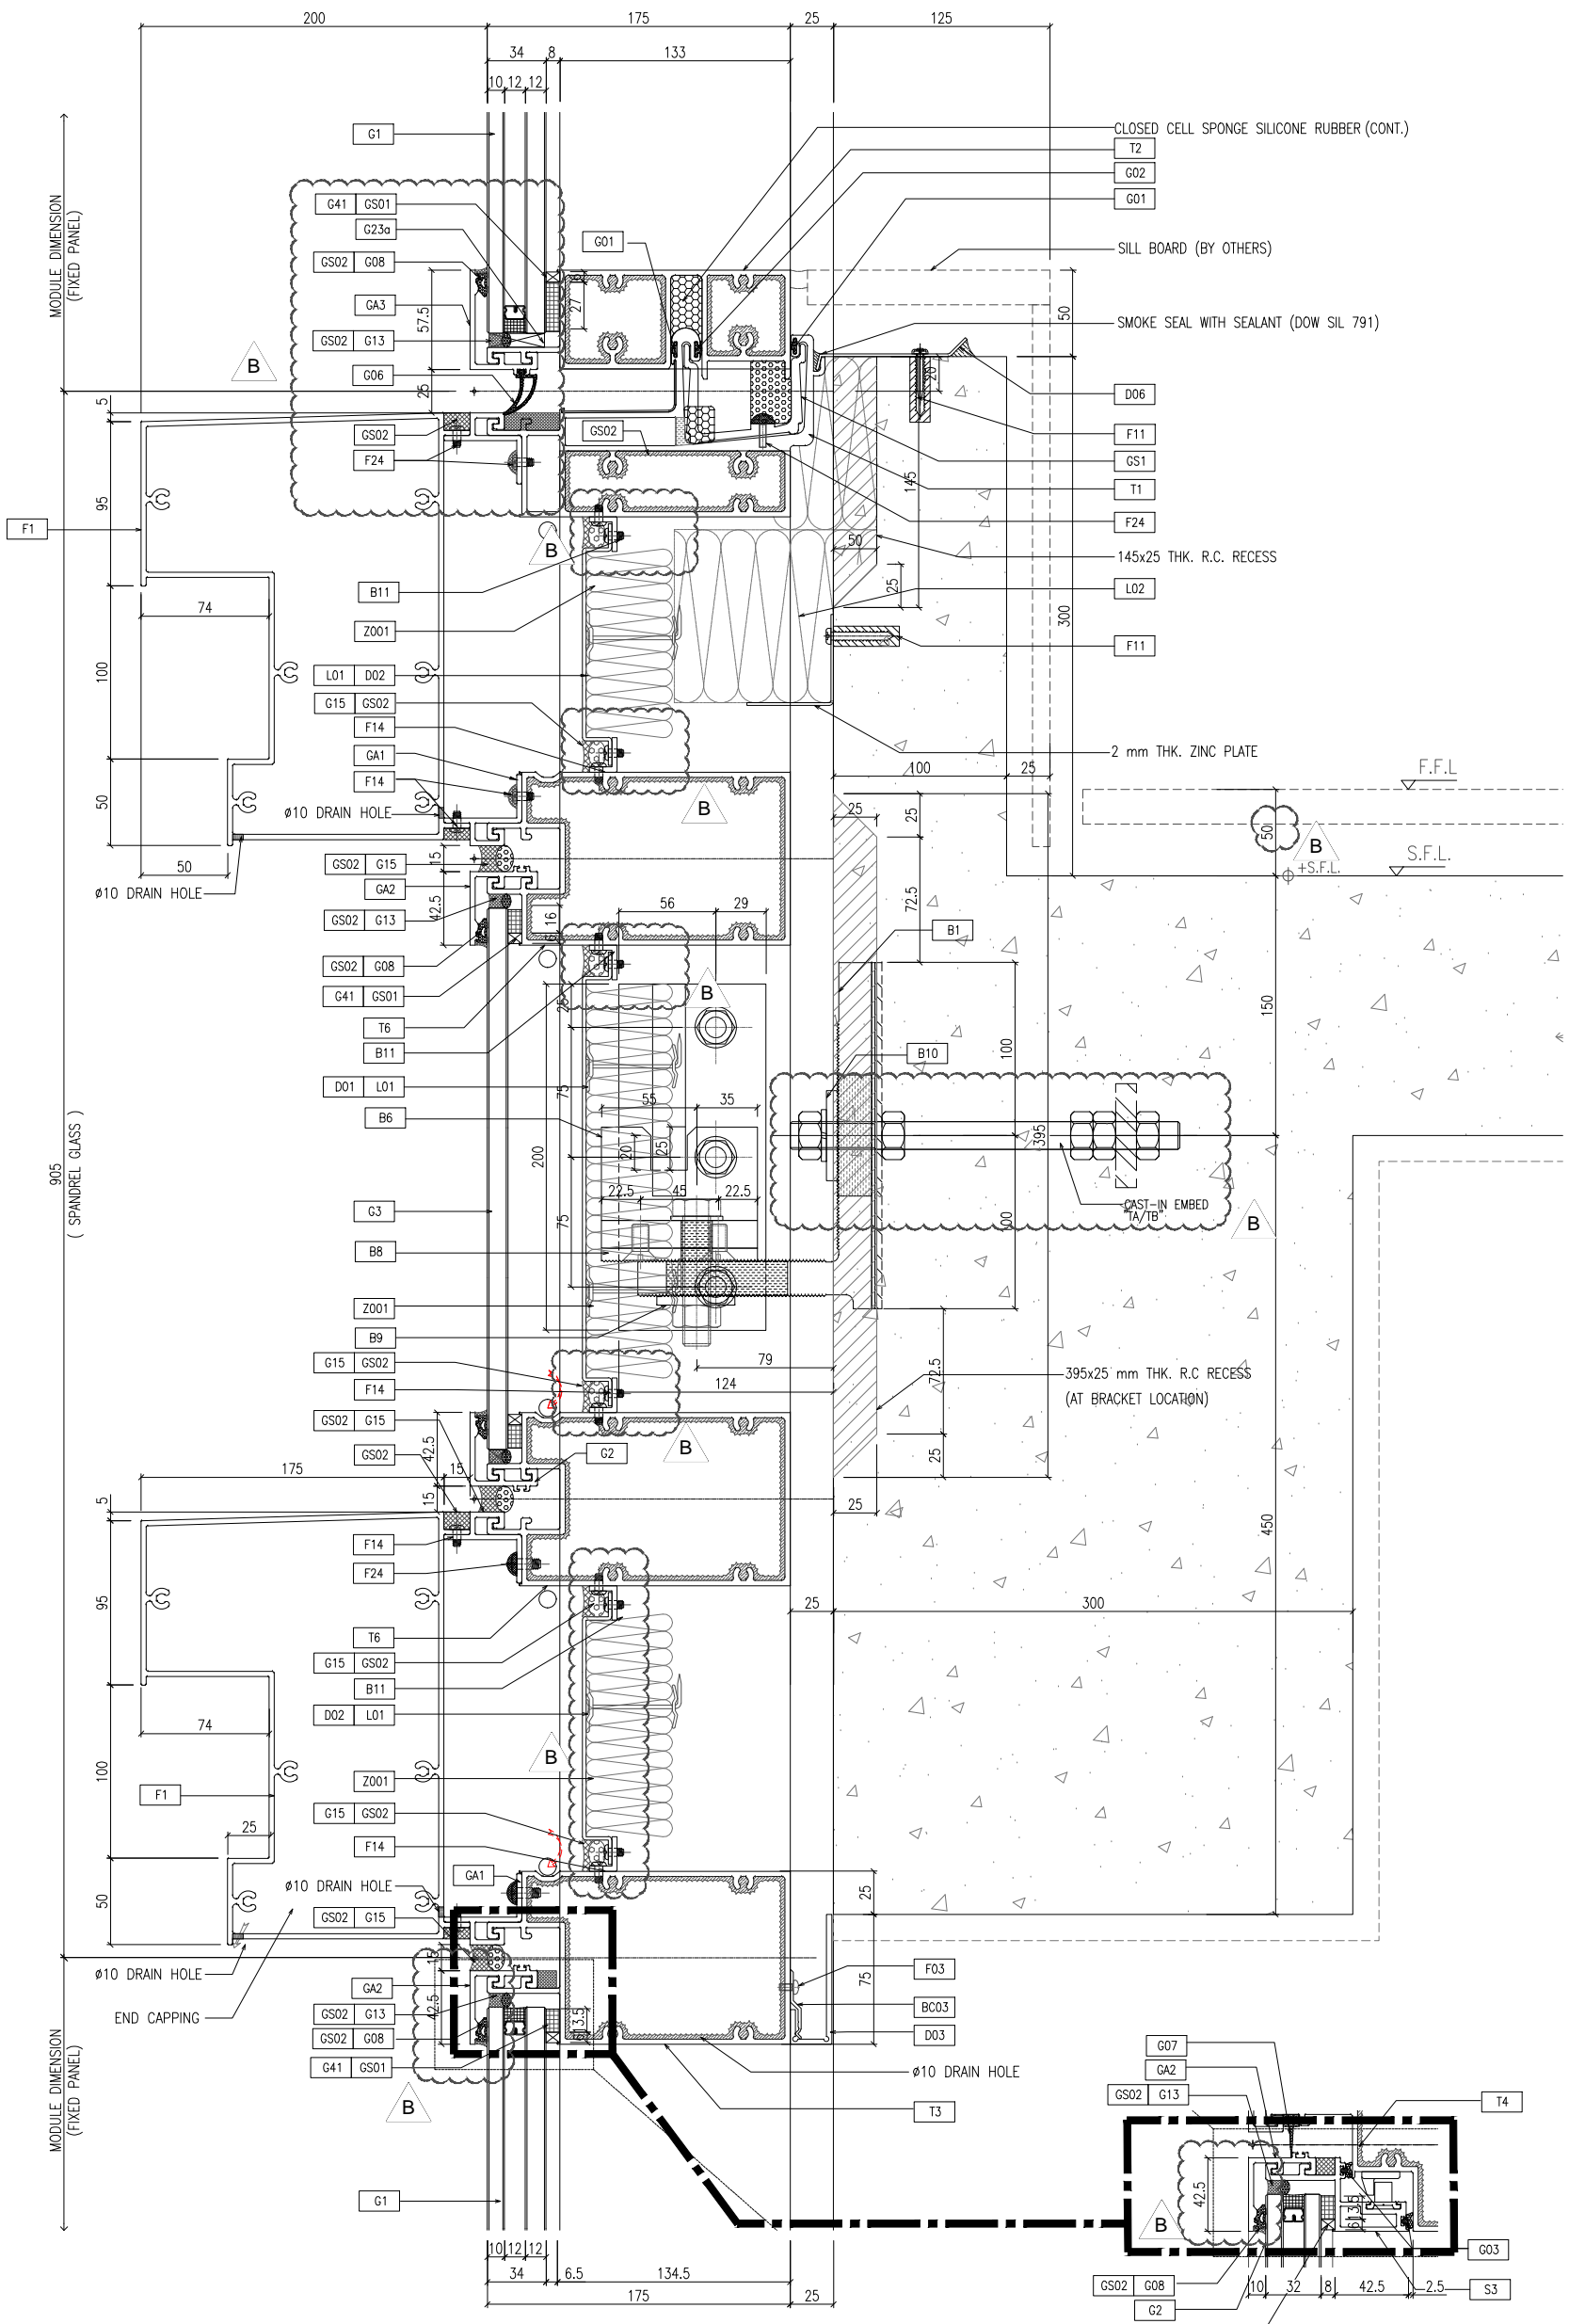 200
175
25
125
34
8
133
10
12
12
G1
CLOSED CELL SPONGE SILICONE RUBBER (CONT.)
T2
G02
G01
MODULE DIMENSION
(FIXED PANEL)
G41 GS01
G23a
G01
GS02 G08
SILL BOARD (BY OTHERS)
27
57.5
GA3
50
SMOKE SEAL WITH SEALANT (DOW SIL 791)
GS02 G13
B
G06
25
20
D06
5
GS02
GS02
F11
F24
GS1
145
T1
95
F1
F24
B
50
145x25 THK. R.C. RECESS
B11
25
L02
74
300
Z001
F11
100
L01 D02
G15 GS02
F14
2 mm THK. ZINC PLATE
GA1
100
25
F.F.L
F14
B
50
Ø10 DRAIN HOLE
25
25
50
B
S.F.L.
GS02 G15
15
+S.F.L.
50
Ø10 DRAIN HOLE
GA2
42.5
72.5
GS02 G13
16
56
29
B1
GS02 G08
G41 GS01
B
25
T6
150
B11
B10
100
D01 L01
75
55
35
B6
20
25
395
200
905
( SPANDREL GLASS )
22.5
45
22.5
CAST-IN EMBED
"TA/TB"
G3
75
100
B
B8
Z001
B9
G15 GS02
79
72.5
395x25 mm THK. R.C RECESS
F14
124
(AT BRACKET LOCATION)
GS02 G15
B
42.5
GS02
G2
25
175
15
5
15
25
450
F14
F24
95
25
300
T6
G15 GS02
B11
D02 L01
74
B
100
Z001
F1
G15 GS02
25
F14
GA1
25
50
Ø10 DRAIN HOLE
GS02 G15
15
F03
Ø10 DRAIN HOLE
GA2
75
BC03
END CAPPING
GS02 G13
42.5
13.5
6
GS02 G08
D03
G41 GS01
Ø10 DRAIN HOLE
G07
GA2
B
T3
GS02 G13
T4
MODULE DIMENSION
(FIXED PANEL)
42.5
13.5
6
G1
B
G03
10
12
12
34
6.5
134.5
GS02 G08
10
32
8
42.5
2.5
S3
175
25
G2